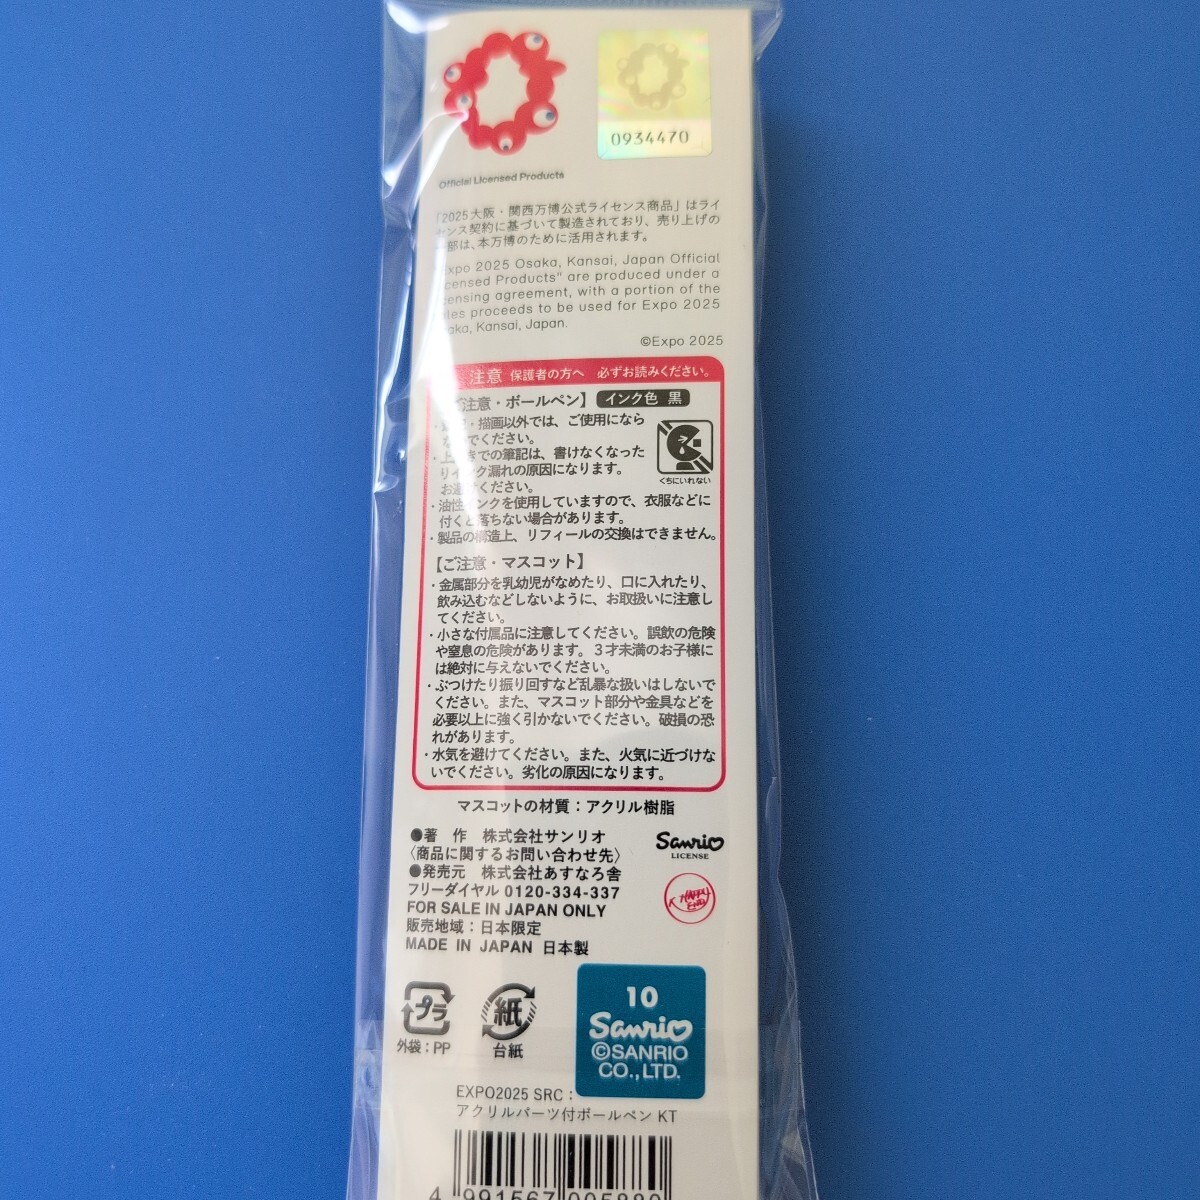 0934470
Official Licensed Products
「2025大阪・関西万博公式ライセンス商品」はライ
センス契約に基づいて製造されており、売り上げの
部は、本万博のために活用されます。
Expo 2025 Osaka, Kansai, Japan Official
censed Products" are produced under a
ensing agreement, with a portion of the
les proceeds to be used for Expo 2025
aka, Kansai, Japan.
©Expo 2025
注意 保護者の方へ 必ずお読みください。
【ご注意・ボールペン】 インク色 黒
・描画以外では、ご使用になら
でください。
きでの筆記は、書けなくなった
りインク漏れの原因になります。
お避けください。
くちにいれない
・油性インクを使用していますので、衣服などに
付くと落ちない場合があります。
・製品の構造上、リフィールの交換はできません。
【ご注意・マスコット】
・金属部分を乳幼児がなめたり、口に入れたり、
飲み込むなどしないように、お取扱いに注意し
てください。
・小さな付属品に注意してください。誤飲の危険
や窒息の危険があります。3才未満のお子様に
は絶対に与えないでください。
・ぶつけたり振り回すなど乱暴な扱いはしないで
ください。また、マスコット部分や金具などを
必要以上に強く引かないでください。破損の恐
れがあります。
・水気を避けてください。また、火気に近づけな
いでください。劣化の原因になります。
マスコットの材質：アクリル樹脂
●著 作 株式会社サンリオ
〈商品に関するお問い合わせ先〉
●発売元 株式会社あすなろ舎
フリーダイヤル 0120-334-337
FOR SALE IN JAPAN ONLY
販売地域：日本限定
MADE IN JAPAN 日本製
Sanrio
LICENSE
HAPPY
END
プラ
外袋：PP
紙
台紙
10
Sanrio
©SANRIO
CO.,LTD.
EXPO2025 SRC：
アクリルパーツ付ボールペン KT
4 991567 005880